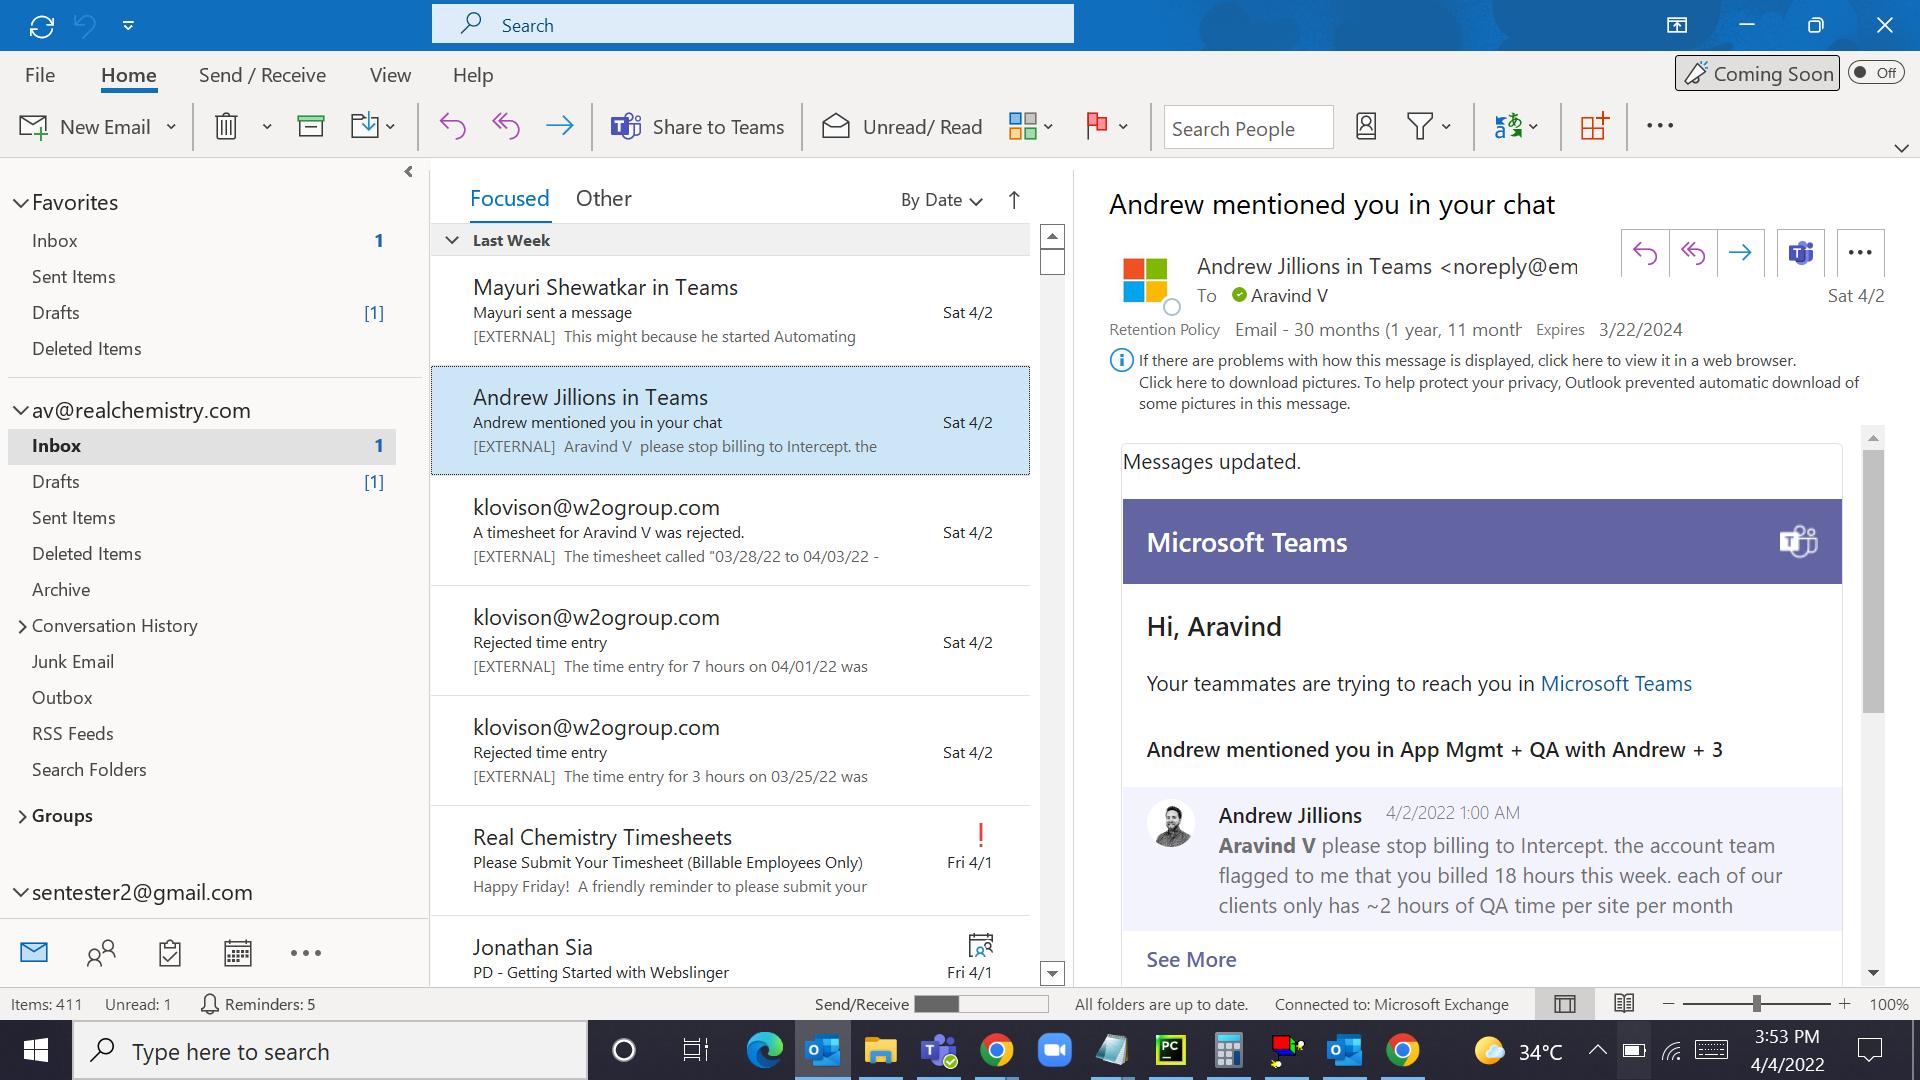 Search
File
Home
Send / Receive
View
Help
Coming Soon
Off
New Email
Share to Teams
Unread/ Read
Search People
Favorites
Inbox 1
Sent Items
Drafts [1]
Deleted Items
av@realchemistry.com
Inbox 1
Drafts [1]
Sent Items
Deleted Items
Archive
Conversation History
Junk Email
Outbox
RSS Feeds
Search Folders
Groups
sentester2@gmail.com
Focused Other By Date
Last Week
Mayuri Shewatkar in Teams
Mayuri sent a message Sat 4/2
[EXTERNAL] This might because he started Automating
Andrew Jillions in Teams
Andrew mentioned you in your chat Sat 4/2
[EXTERNAL] Aravind V please stop billing to Intercept. the
klovison@w2ogroup.com
A timesheet for Aravind V was rejected. Sat 4/2
[EXTERNAL] The timesheet called "03/28/22 to 04/03/22 -
klovison@w2ogroup.com
Rejected time entry Sat 4/2
[EXTERNAL] The time entry for 7 hours on 04/01/22 was
klovison@w2ogroup.com
Rejected time entry Sat 4/2
[EXTERNAL] The time entry for 3 hours on 03/25/22 was
Real Chemistry Timesheets
Please Submit Your Timesheet (Billable Employees Only) Fri 4/1
Happy Friday! A friendly reminder to please submit your
Jonathan Sia
PD - Getting Started with Webslinger Fri 4/1
Andrew mentioned you in your chat
Andrew Jillions in Teams <noreply@em
To Aravind V Sat 4/2
Retention Policy Email - 30 months (1 year, 11 month Expires 3/22/2024
If there are problems with how this message is displayed, click here to view it in a web browser.
Click here to download pictures. To help protect your privacy, Outlook prevented automatic download of
some pictures in this message.
Messages updated.
Microsoft Teams
Hi, Aravind
Your teammates are trying to reach you in Microsoft Teams
Andrew mentioned you in App Mgmt + QA with Andrew + 3
Andrew Jillions 4/2/2022 1:00 AM
Aravind V please stop billing to Intercept. the account team
flagged to me that you billed 18 hours this week. each of our
clients only has ~2 hours of QA time per site per month
See More
Items: 411 Unread: 1 Reminders: 5 Send/Receive All folders are up to date. Connected to: Microsoft Exchange 100%
Type here to search
34°C
3:53 PM
4/4/2022